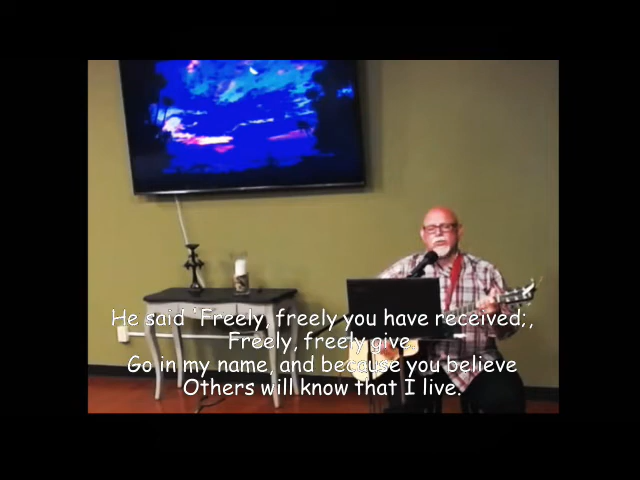 He said ‘Freely, freely you have received;,
Freely, freely give.
Go in my name, and because you believe
Others will know that I live.